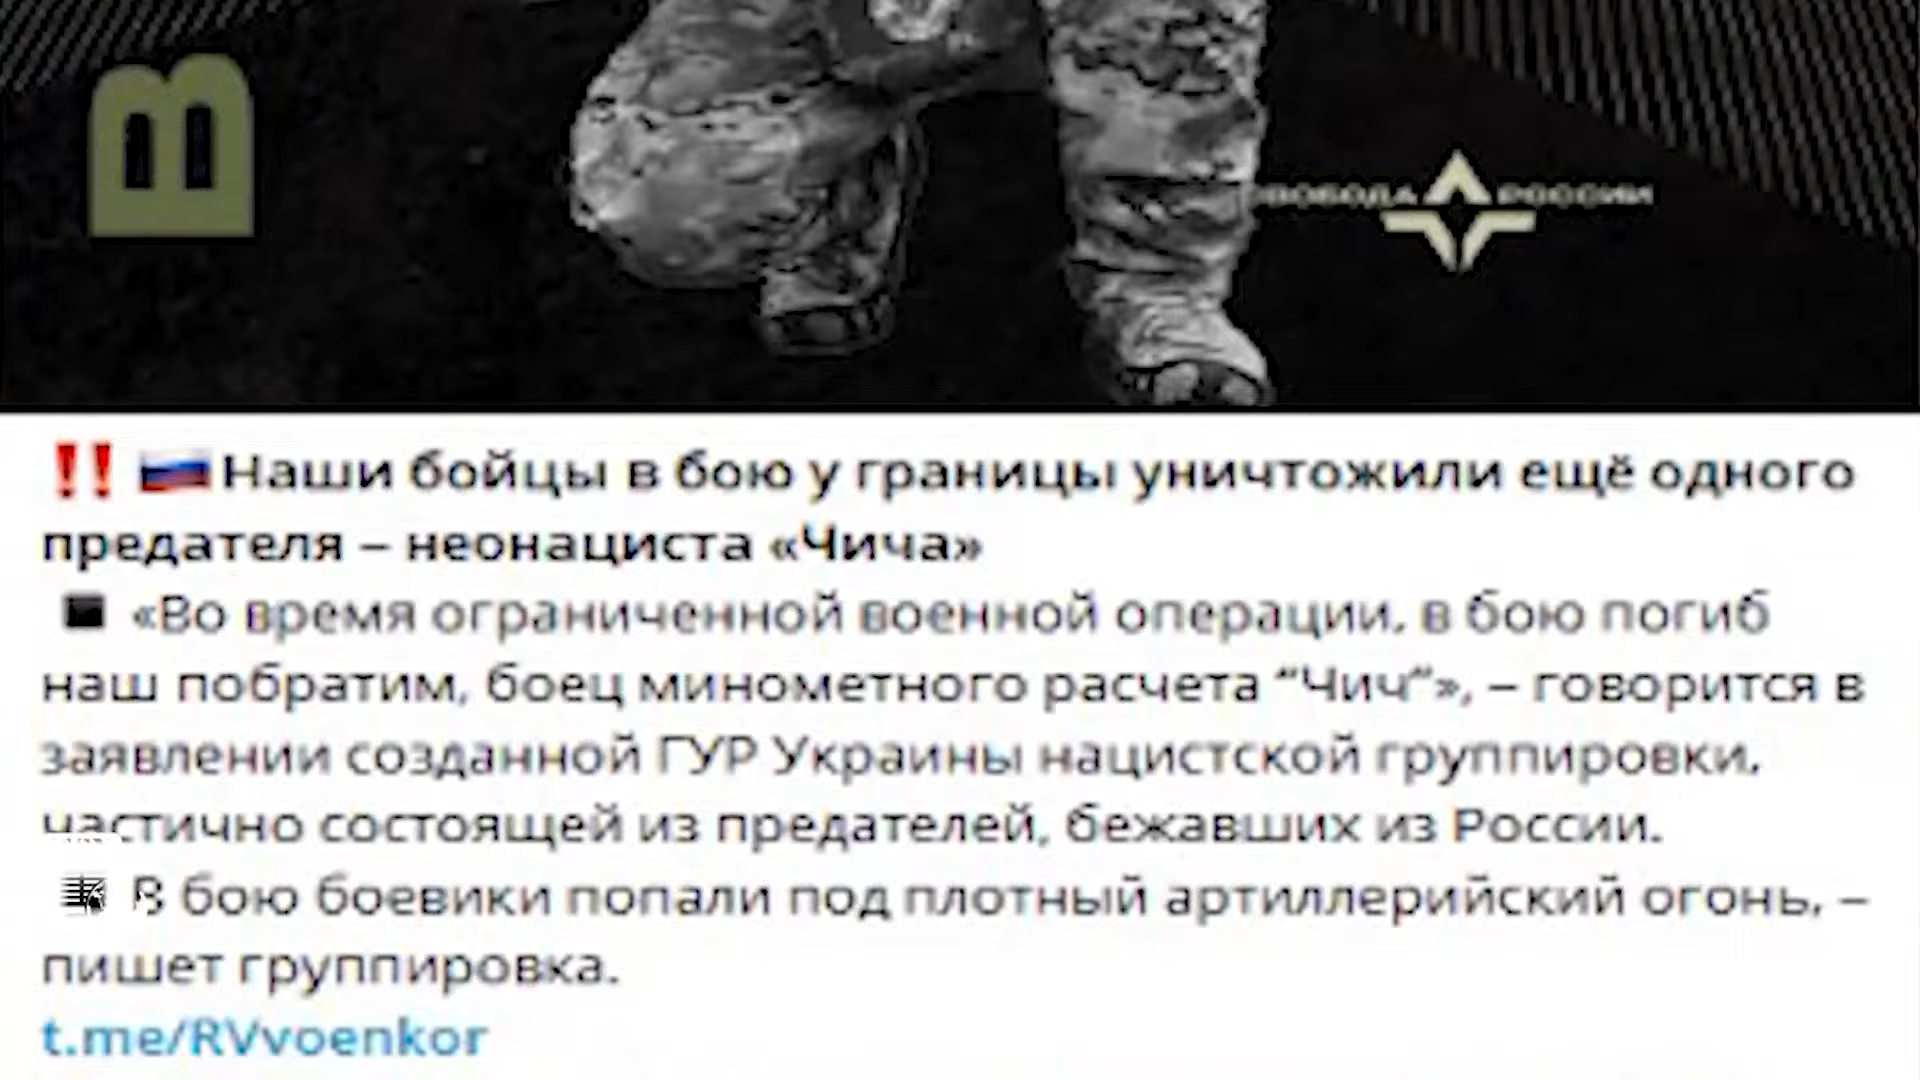 В
СВОБОДА РОССИИ
‼️🇷🇺Наши бойцы в бою у границы уничтожили ещё одного
предателя – неонациста «Чича»
▪️ «Во время ограниченной военной операции, в бою погиб
наш побратим, боец минометного расчета “Чич“», – говорится в
заявлении созданной ГУР Украины нацистской группировки,
частично состоящей из предателей, бежавших из России.
▪️ В бою боевики попали под плотный артиллерийский огонь, –
пишет группировка.
t.me/RVvoenkor